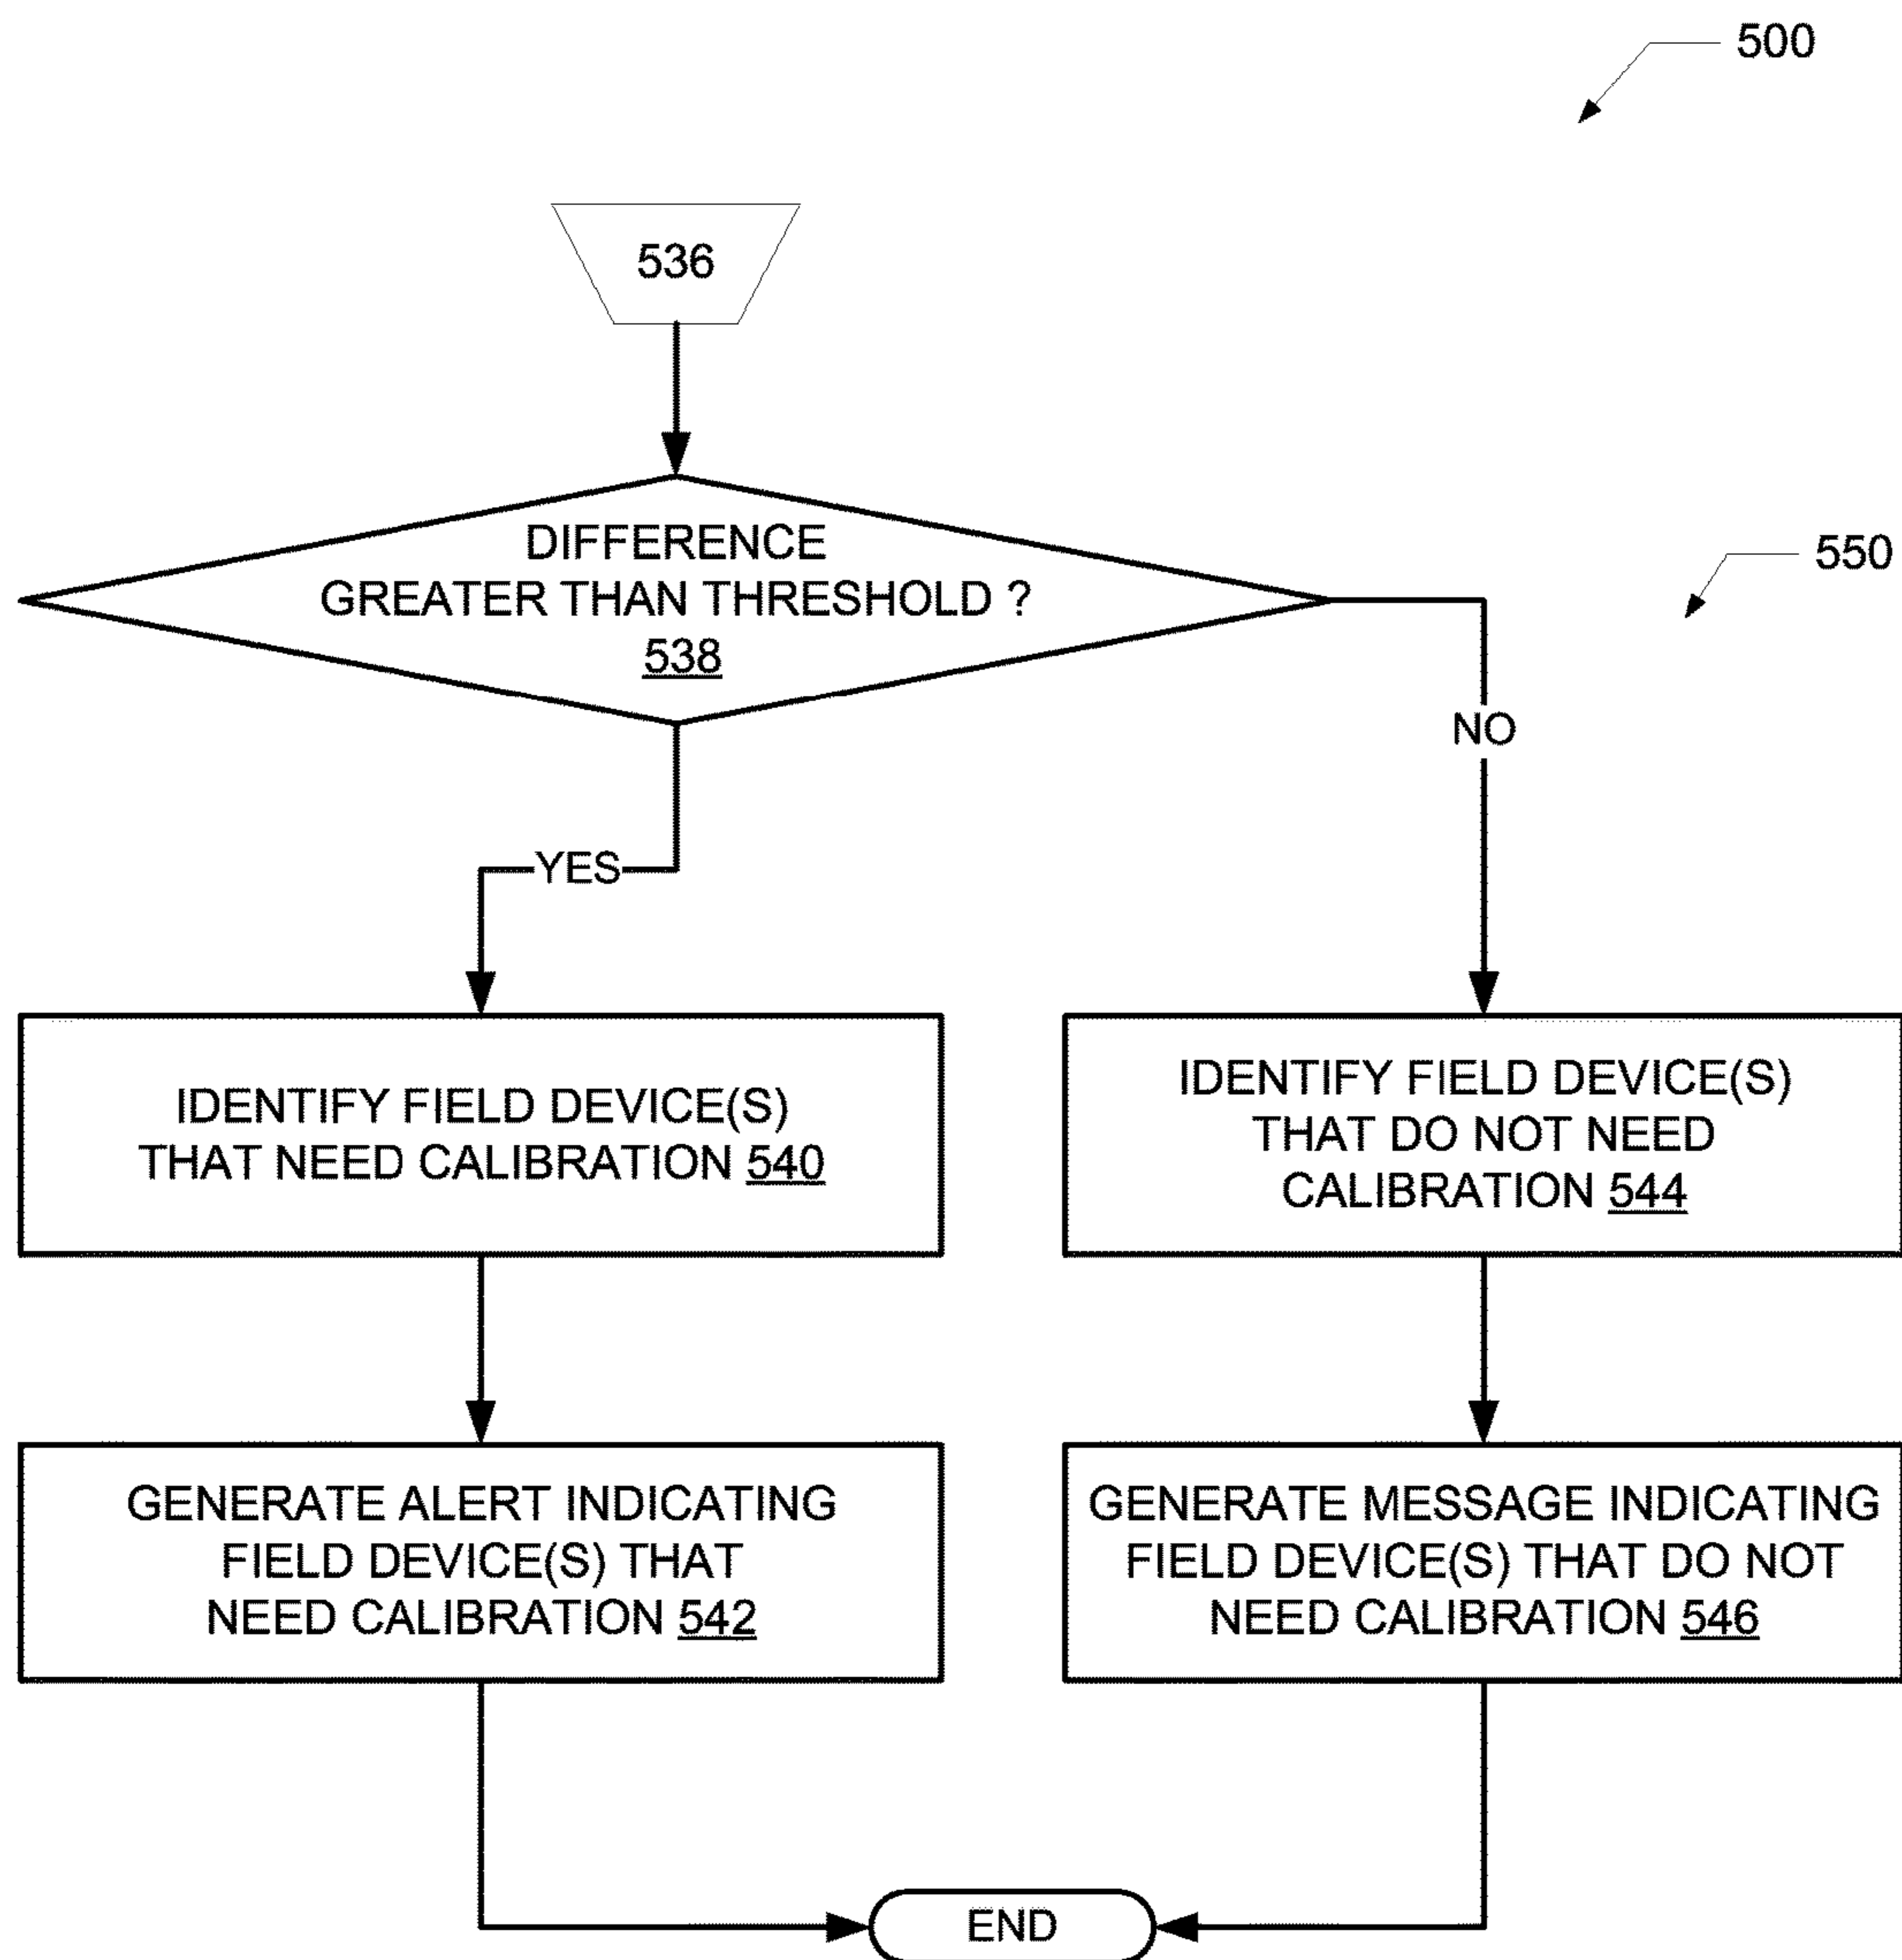 500
536
DIFFERENCE
GREATER THAN THRESHOLD ?
538
550
NO
YES
IDENTIFY FIELD DEVICE(S)
THAT NEED CALIBRATION 540
IDENTIFY FIELD DEVICE(S)
THAT DO NOT NEED
CALIBRATION 544
GENERATE ALERT INDICATING
FIELD DEVICE(S) THAT
NEED CALIBRATION 542
GENERATE MESSAGE INDICATING
FIELD DEVICE(S) THAT DO NOT
NEED CALIBRATION 546
END